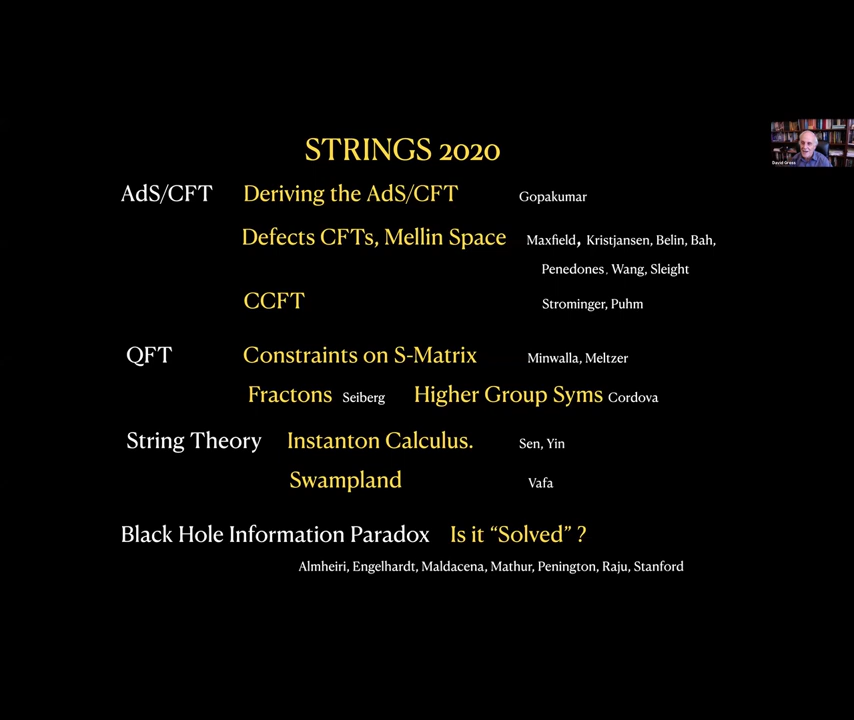 STRINGS 2020
David Gross
AdS/CFT Deriving the AdS/CFT Gopakumar
Defects CFTs, Mellin Space Maxfield, Kristjansen, Belin, Bah,
Penedones, Wang, Sleight
CCFT Strominger, Puhm
QFT Constraints on S-Matrix Minwalla, Meltzer
Fractons Seiberg Higher Group Syms Cordova
String Theory Instanton Calculus. Sen, Yin
Swampland Vafa
Black Hole Information Paradox Is it “Solved” ?
Almheiri, Engelhardt, Maldacena, Mathur, Penington, Raju, Stanford